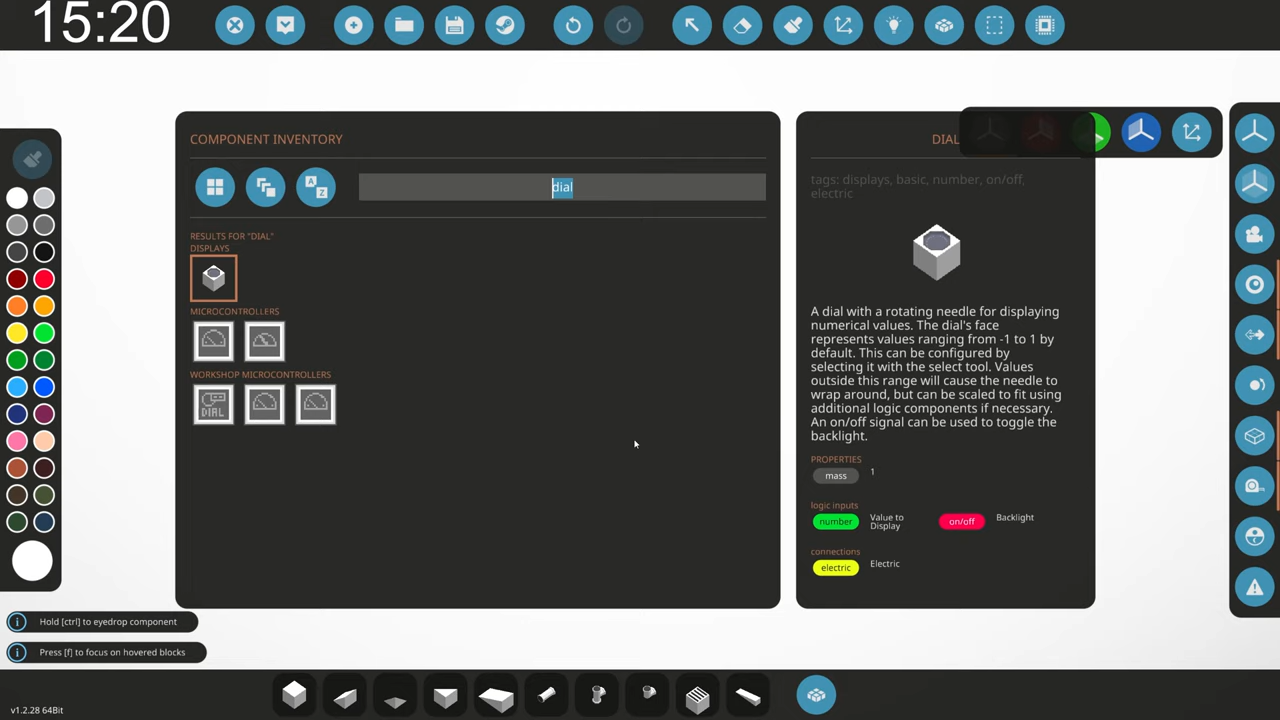 15:20
COMPONENT INVENTORY
dial
RESULTS FOR "DIAL"
DISPLAYS
MICROCONTROLLERS
WORKSHOP MICROCONTROLLERS
DIAL
DIAL
tags: displays, basic, number, on/off,
electric
A dial with a rotating needle for displaying
numerical values. The dial's face
represents values ranging from -1 to 1 by
default. This can be configured by
selecting it with the select tool. Values
outside this range will cause the needle to
wrap around, but can be scaled to fit using
additional logic components if necessary.
An on/off signal can be used to toggle the
backlight.
PROPERTIES
mass 1
logic inputs
number Value to
Display
on/off Backlight
connections
electric Electric
Hold [ctrl] to eyedrop component
Press [f] to focus on hovered blocks
v1.2.28 64Bit